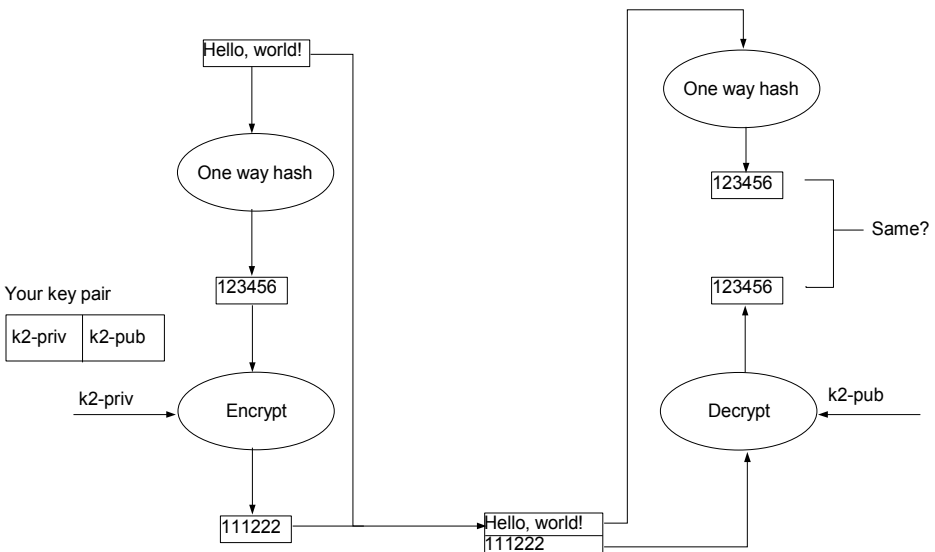 Hello, world!
One way hash
123456
Your key pair
k2-priv k2-pub
k2-priv
Encrypt
111222
Hello, world!
111222
One way hash
123456
Same?
123456
k2-pub
Decrypt